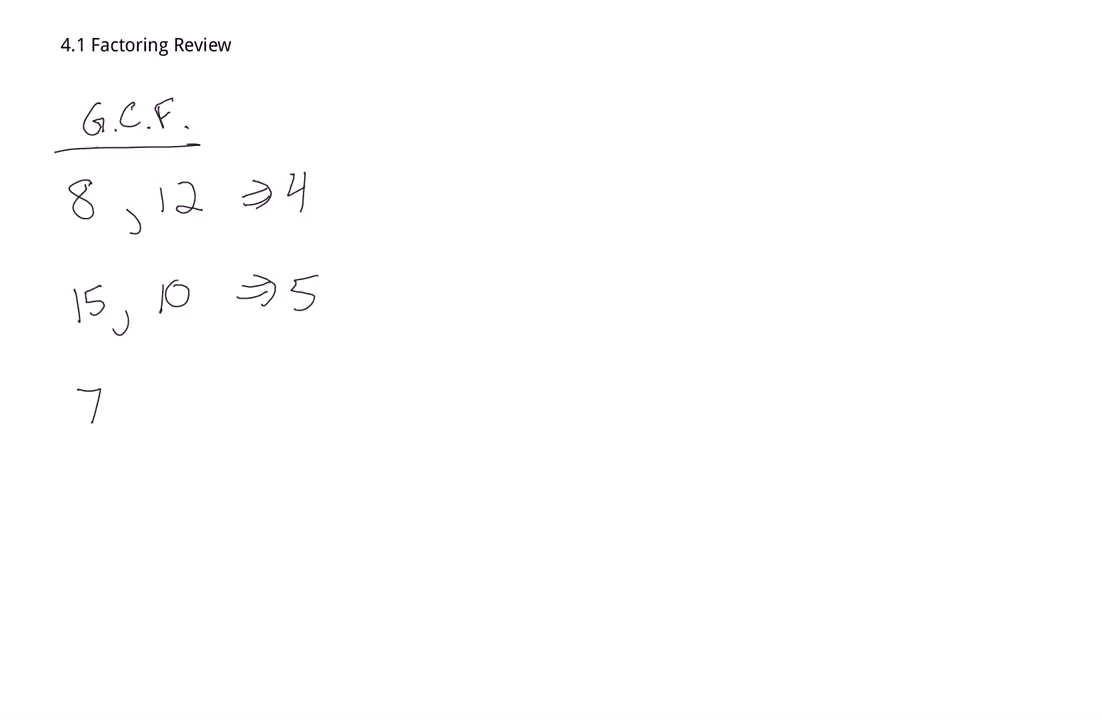 4.1 Factoring Review
G.C.F.
8 , 12 ⇒ 4
15, 10 ⇒ 5
7